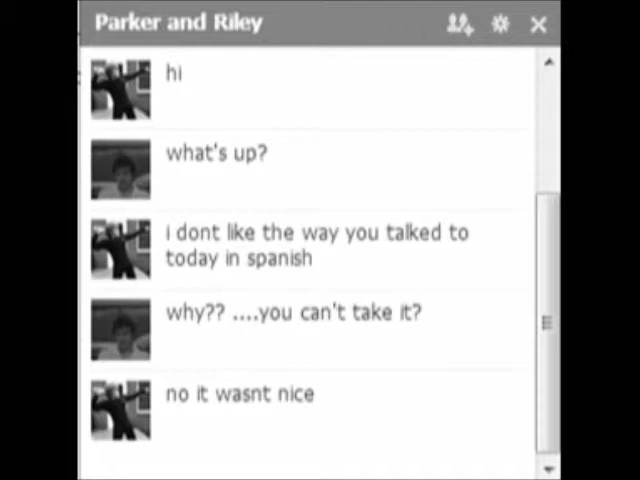 Parker and Riley
hi
what's up?
i dont like the way you talked to
today in spanish
why?? ....you can't take it?
no it wasnt nice